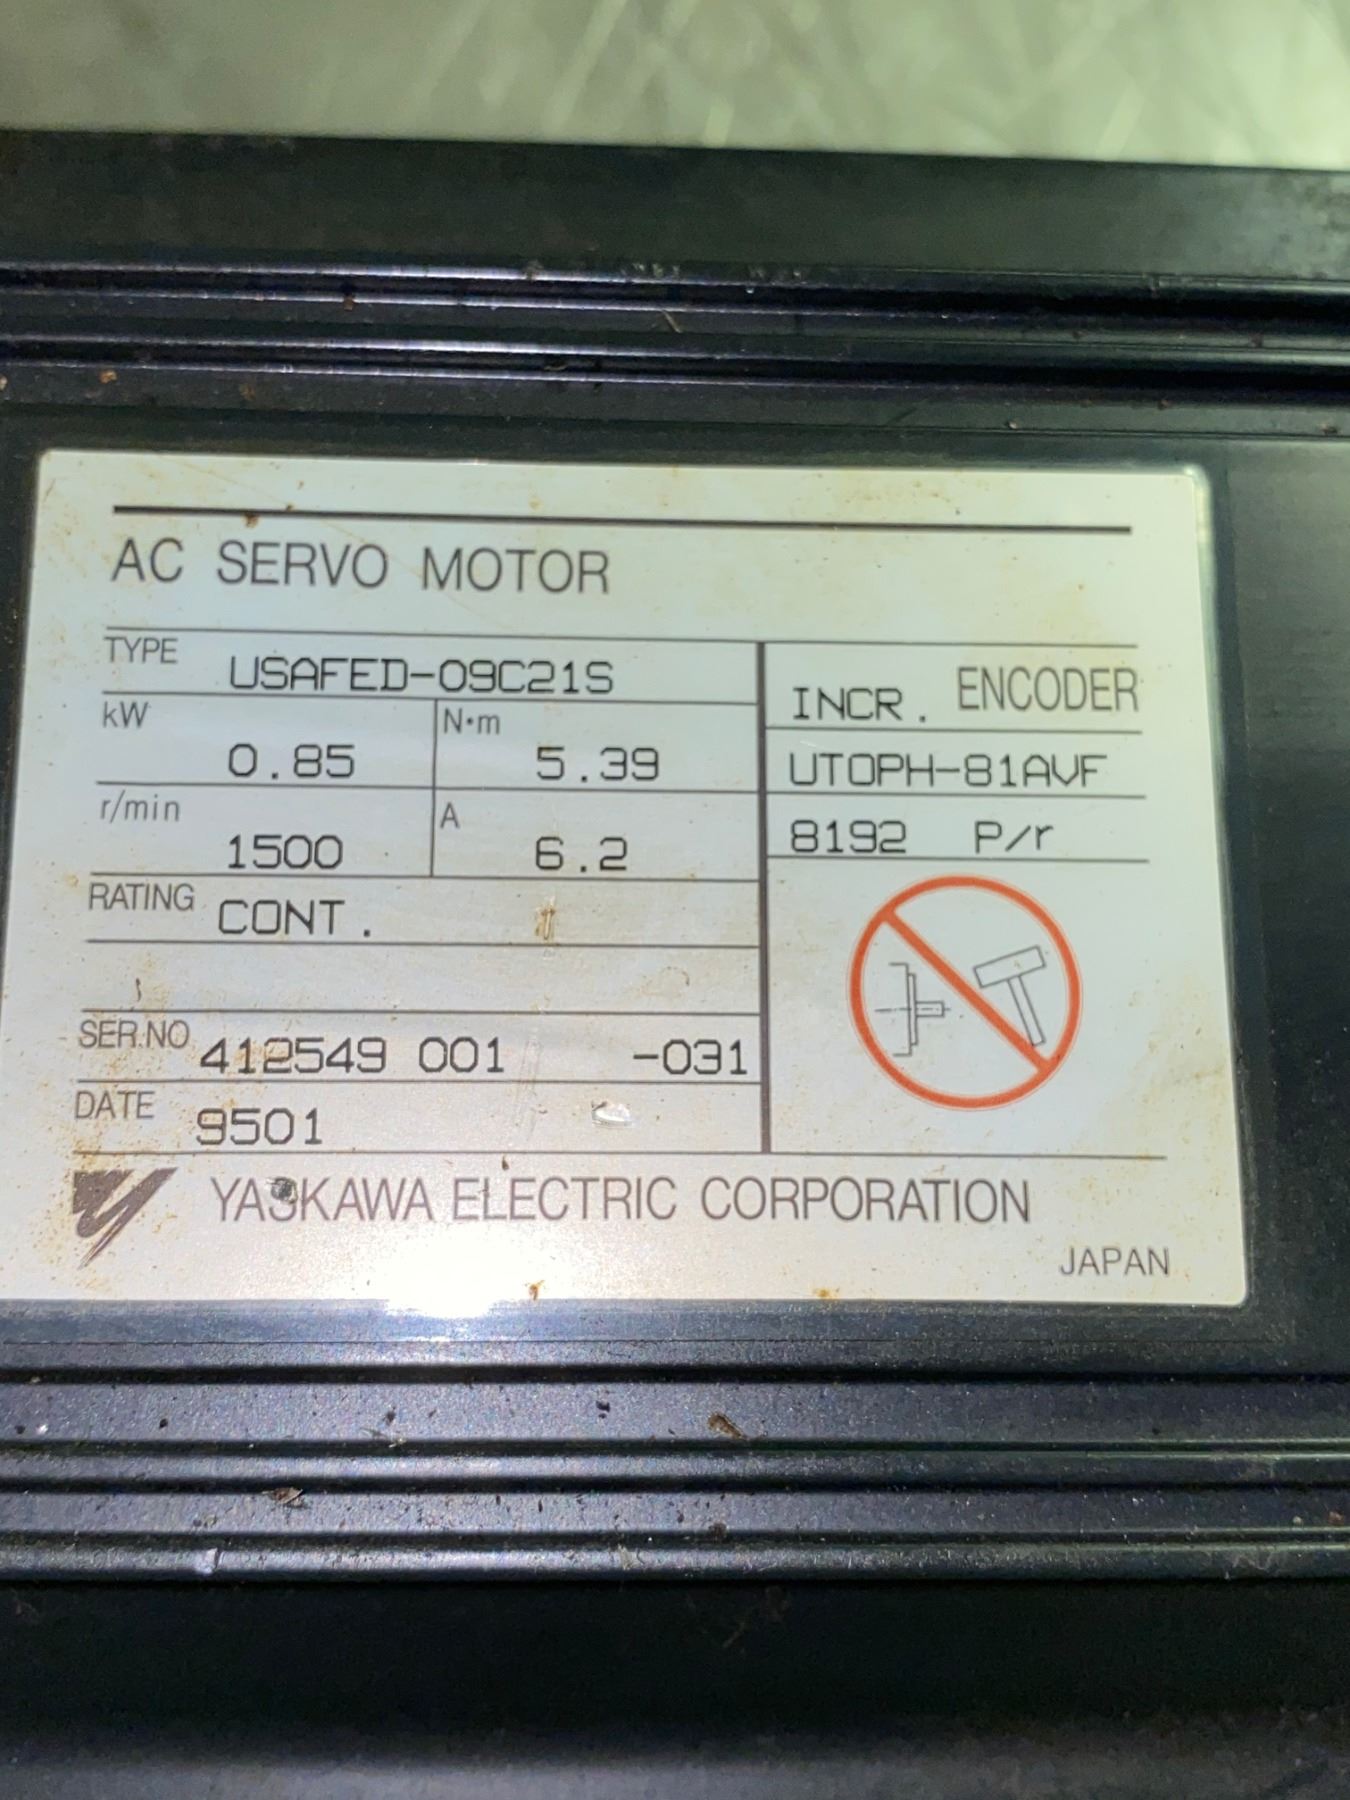 AC SERVO MOTOR
TYPE USAFED-09C21S
kW 0.85 N•m 5.39
r/min 1500 A 6.2
RATING CONT.
SER.NO 412549 001 -031
DATE 9501
INCR. ENCODER
UTOPH-81AVF
8192 P/r
YASKAWA ELECTRIC CORPORATION
JAPAN